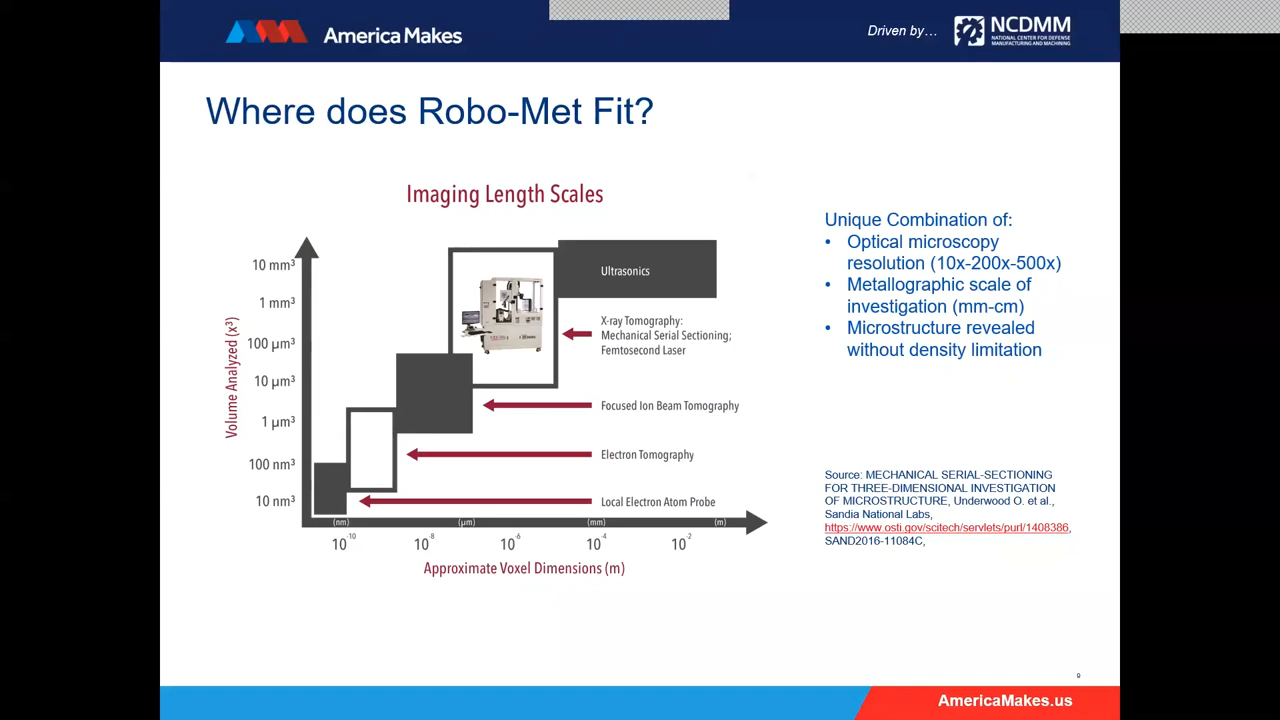 America Makes
Driven by…
NCDMM
NATIONAL CENTER FOR DEFENSE
MANUFACTURING AND MACHINING
Where does Robo-Met Fit?
Imaging Length Scales
Volume Analyzed (x³)
10 mm³
1 mm³
100 µm³
10 µm³
1 µm³
100 nm³
10 nm³
Ultrasonics
X-ray Tomography:
Mechanical Serial Sectioning;
Femtosecond Laser
Focused Ion Beam Tomography
Electron Tomography
Local Electron Atom Probe
(nm) (µm) (mm) (m)
10⁻¹⁰ 10⁻⁸ 10⁻⁶ 10⁻⁴ 10⁻²
Approximate Voxel Dimensions (m)
Unique Combination of:
• Optical microscopy
resolution (10x-200x-500x)
• Metallographic scale of
investigation (mm-cm)
• Microstructure revealed
without density limitation
Source: MECHANICAL SERIAL-SECTIONING
FOR THREE-DIMENSIONAL INVESTIGATION
OF MICROSTRUCTURE, Underwood O. et al.,
Sandia National Labs,
https://www.osti.gov/scitech/servlets/purl/1408386,
SAND2016-11084C,
9
AmericaMakes.us